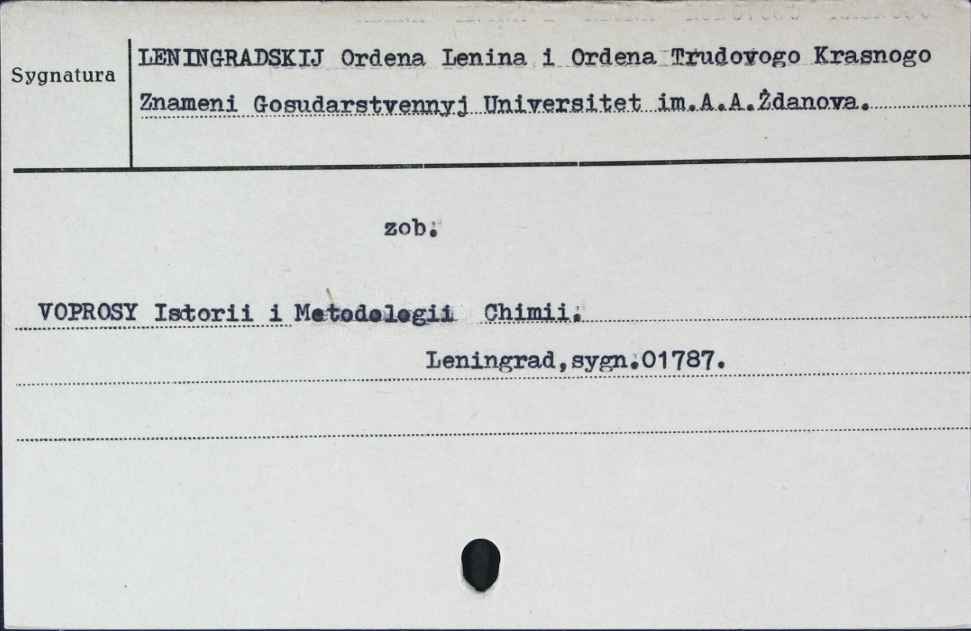 LENINGRADSKIJ Ordena Lenina i Ordena Trudovogo Krasnogo
Sygnatura
Znameni Gosudarstvennyj Universitet im.A.A.Ždanova.
zob.
VOPROSY Istorii i Metodologii Chimii.
Leningrad,sygn.01787.